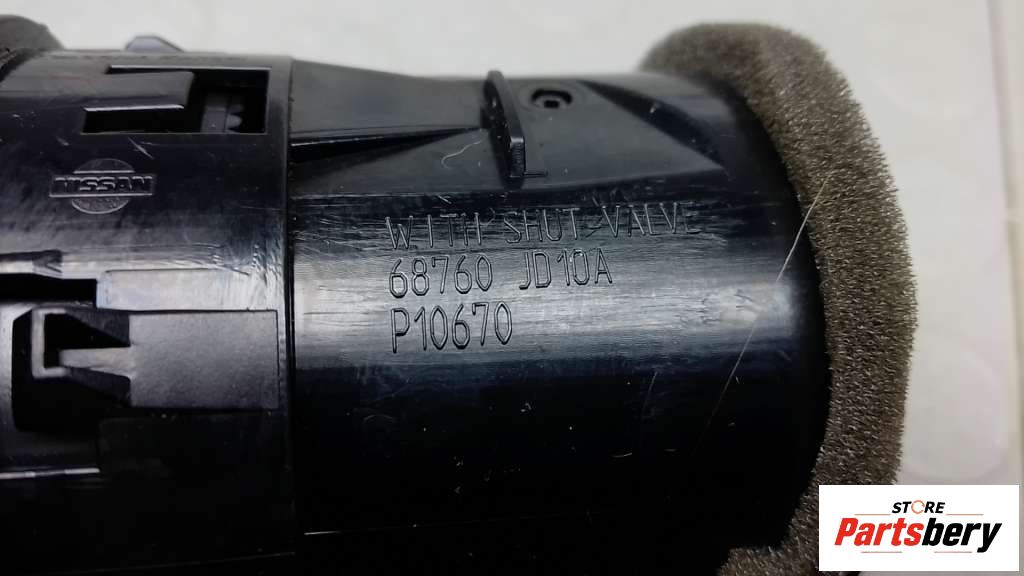 NISSAN
WITH SHUT VALVE
68760 JD10A
P10670
STORE
Partsbery